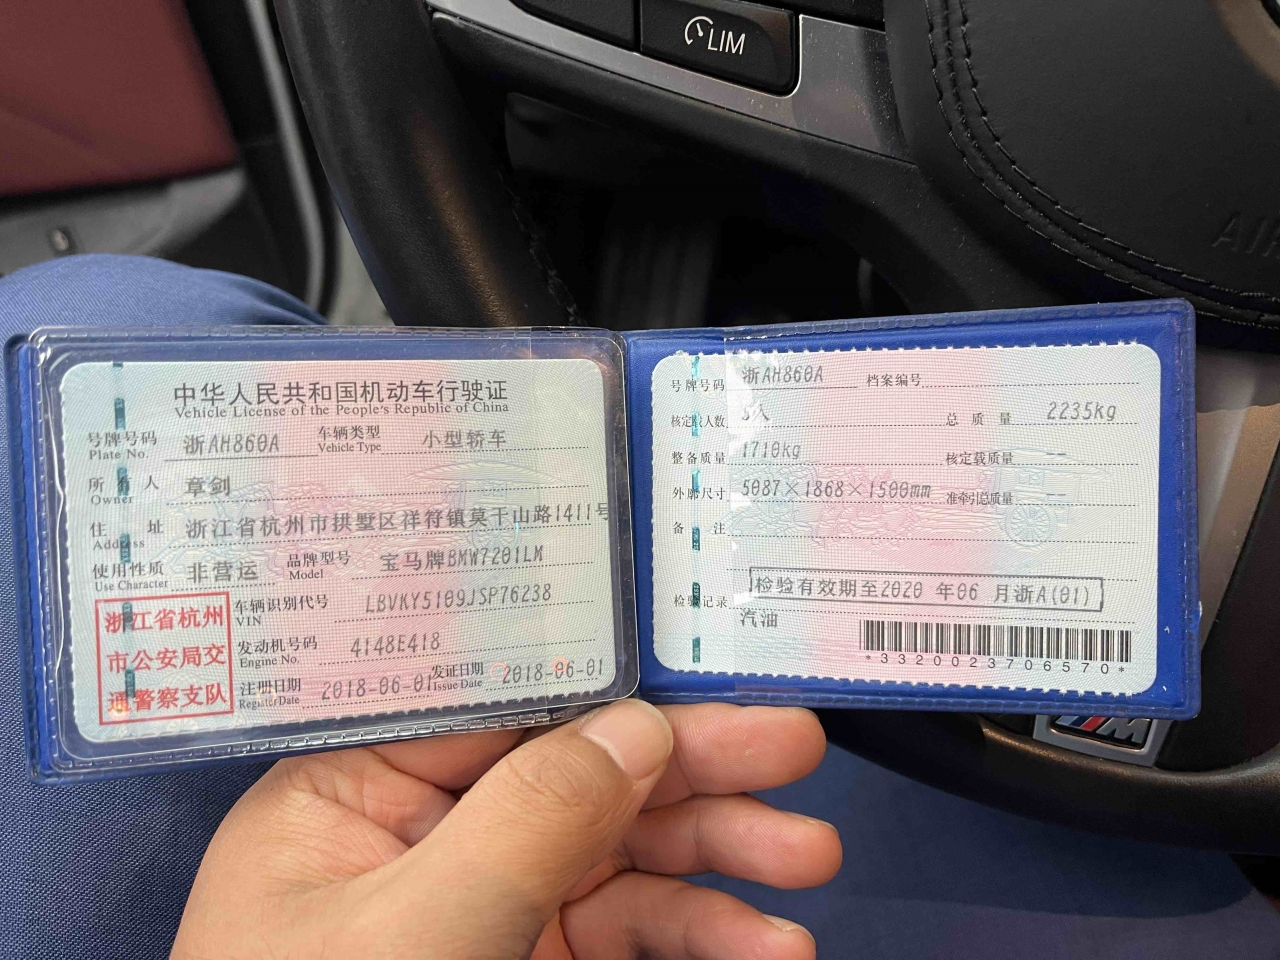 LIM
AIR
中华人民共和国机动车行驶证
Vehicle License of the People's Republic of China
号牌号码 浙AH860A 车辆类型 小型轿车
Plate No. Vehicle Type
所有人 章剑
Owner
住址 浙江省杭州市拱墅区祥符镇莫干山路1411号
Address
使用性质 非营运 品牌型号 宝马牌BMW7201LM
Use Character Model
浙江省杭州
市公安局交
通警察支队
车辆识别代号 LBVKY5109JSP76238
VIN
发动机号码 4148E418
Engine No.
注册日期 2018-06-01 发证日期 2018-06-01
Register Date Issue Date
号牌号码 浙AH860A 档案编号
核定载人数 5人 总质量 2235kg
整备质量 1710kg 核定载质量 --
外廓尺寸 5087×1868×1500mm 准牵引总质量 --
备注
检验有效期至2020年06月浙A(01)
检验记录
汽油
*3320023706570*
M